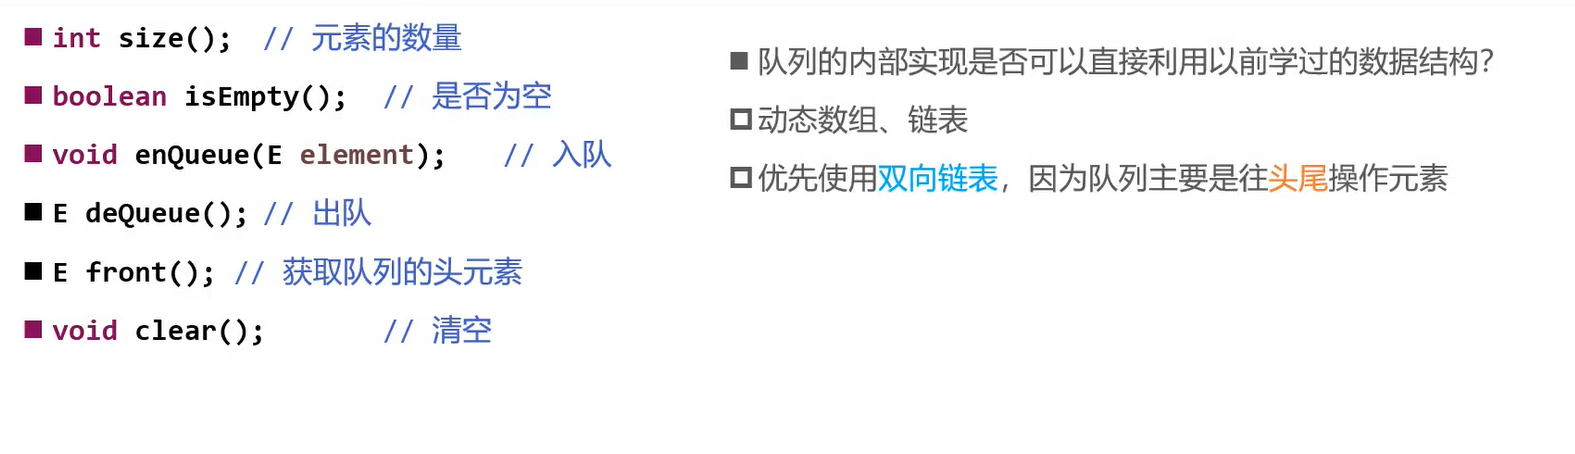 int size(); // 元素的数量
boolean isEmpty(); // 是否为空
void enQueue(E element); // 入队
E deQueue(); // 出队
E front(); // 获取队列的头元素
void clear(); // 清空
队列的内部实现是否可以直接利用以前学过的数据结构?
动态数组、链表
优先使用双向链表，因为队列主要是往头尾操作元素